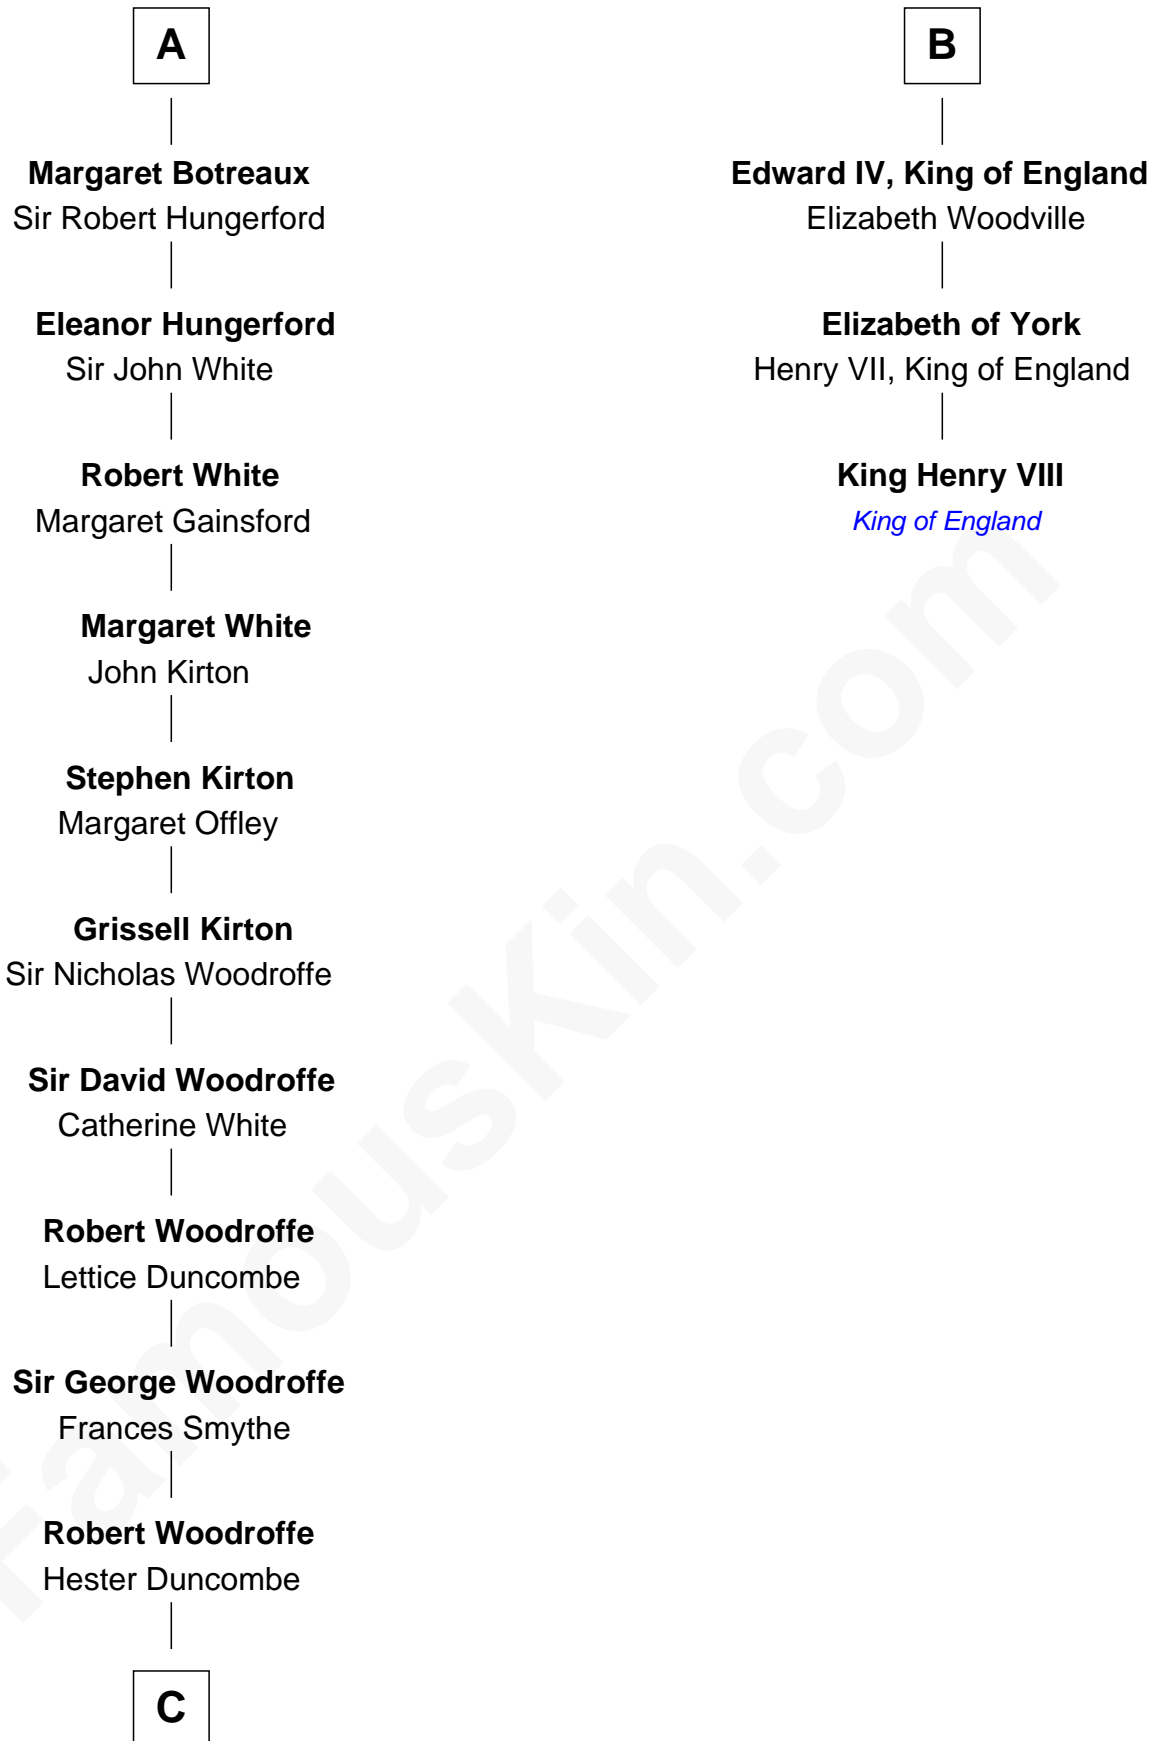 A
Margaret Botreaux
Sir Robert Hungerford
Eleanor Hungerford
Sir John White
Robert White
Margaret Gainsford
Margaret White
John Kirton
Stephen Kirton
Margaret Offley
Grissell Kirton
Sir Nicholas Woodroffe
Sir David Woodroffe
Catherine White
Robert Woodroffe
Lettice Duncombe
Sir George Woodroffe
Frances Smythe
Robert Woodroffe
Hester Duncombe
C
B
Edward IV, King of England
Elizabeth Woodville
Elizabeth of York
Henry VII, King of England
King Henry VIII
King of England
FamousKin.com